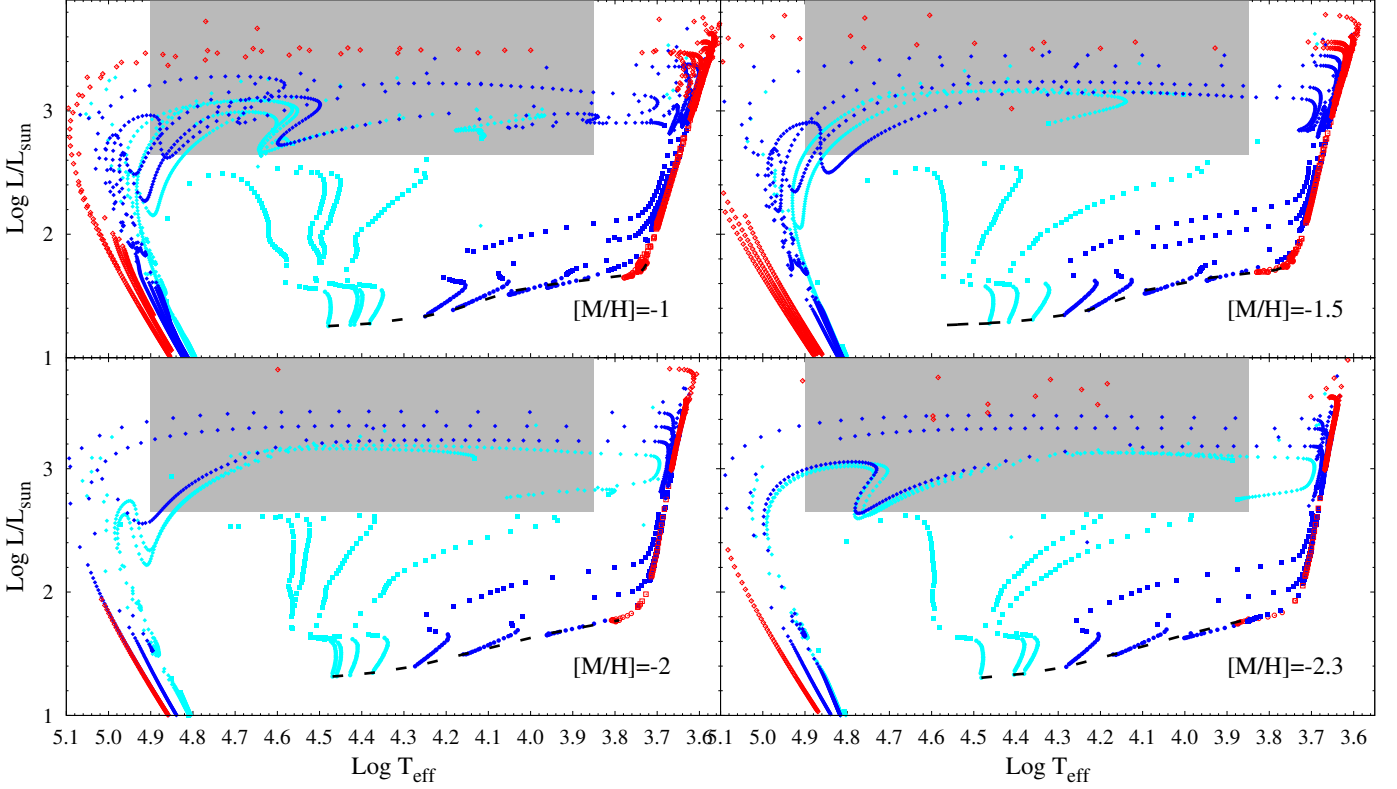 3
2
1
Log L/L_sun
[M/H]=-1
[M/H]=-1.5
3
2
1
Log L/L_sun
[M/H]=-2
[M/H]=-2.3
5.1 5.0 4.9 4.8 4.7 4.6 4.5 4.4 4.3 4.2 4.1 4.0 3.9 3.8 3.7 3.6 5.1 5.0 4.9 4.8 4.7 4.6 4.5 4.4 4.3 4.2 4.1 4.0 3.9 3.8 3.7 3.6
Log T_eff Log T_eff